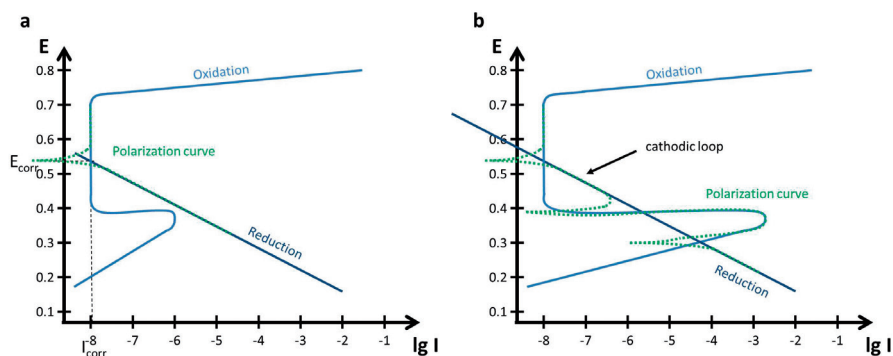 a
E
0.8
0.7
0.6
0.5
0.4
0.3
0.2
0.1
Oxidation
Polarization curve
E_corr
Reduction
-8 -7 -6 -5 -4 -3 -2 -1
I_corr
lg I
b
E
0.8
0.7
0.6
0.5
0.4
0.3
0.2
0.1
Oxidation
cathodic loop
Polarization curve
Reduction
-8 -7 -6 -5 -4 -3 -2 -1
lg I